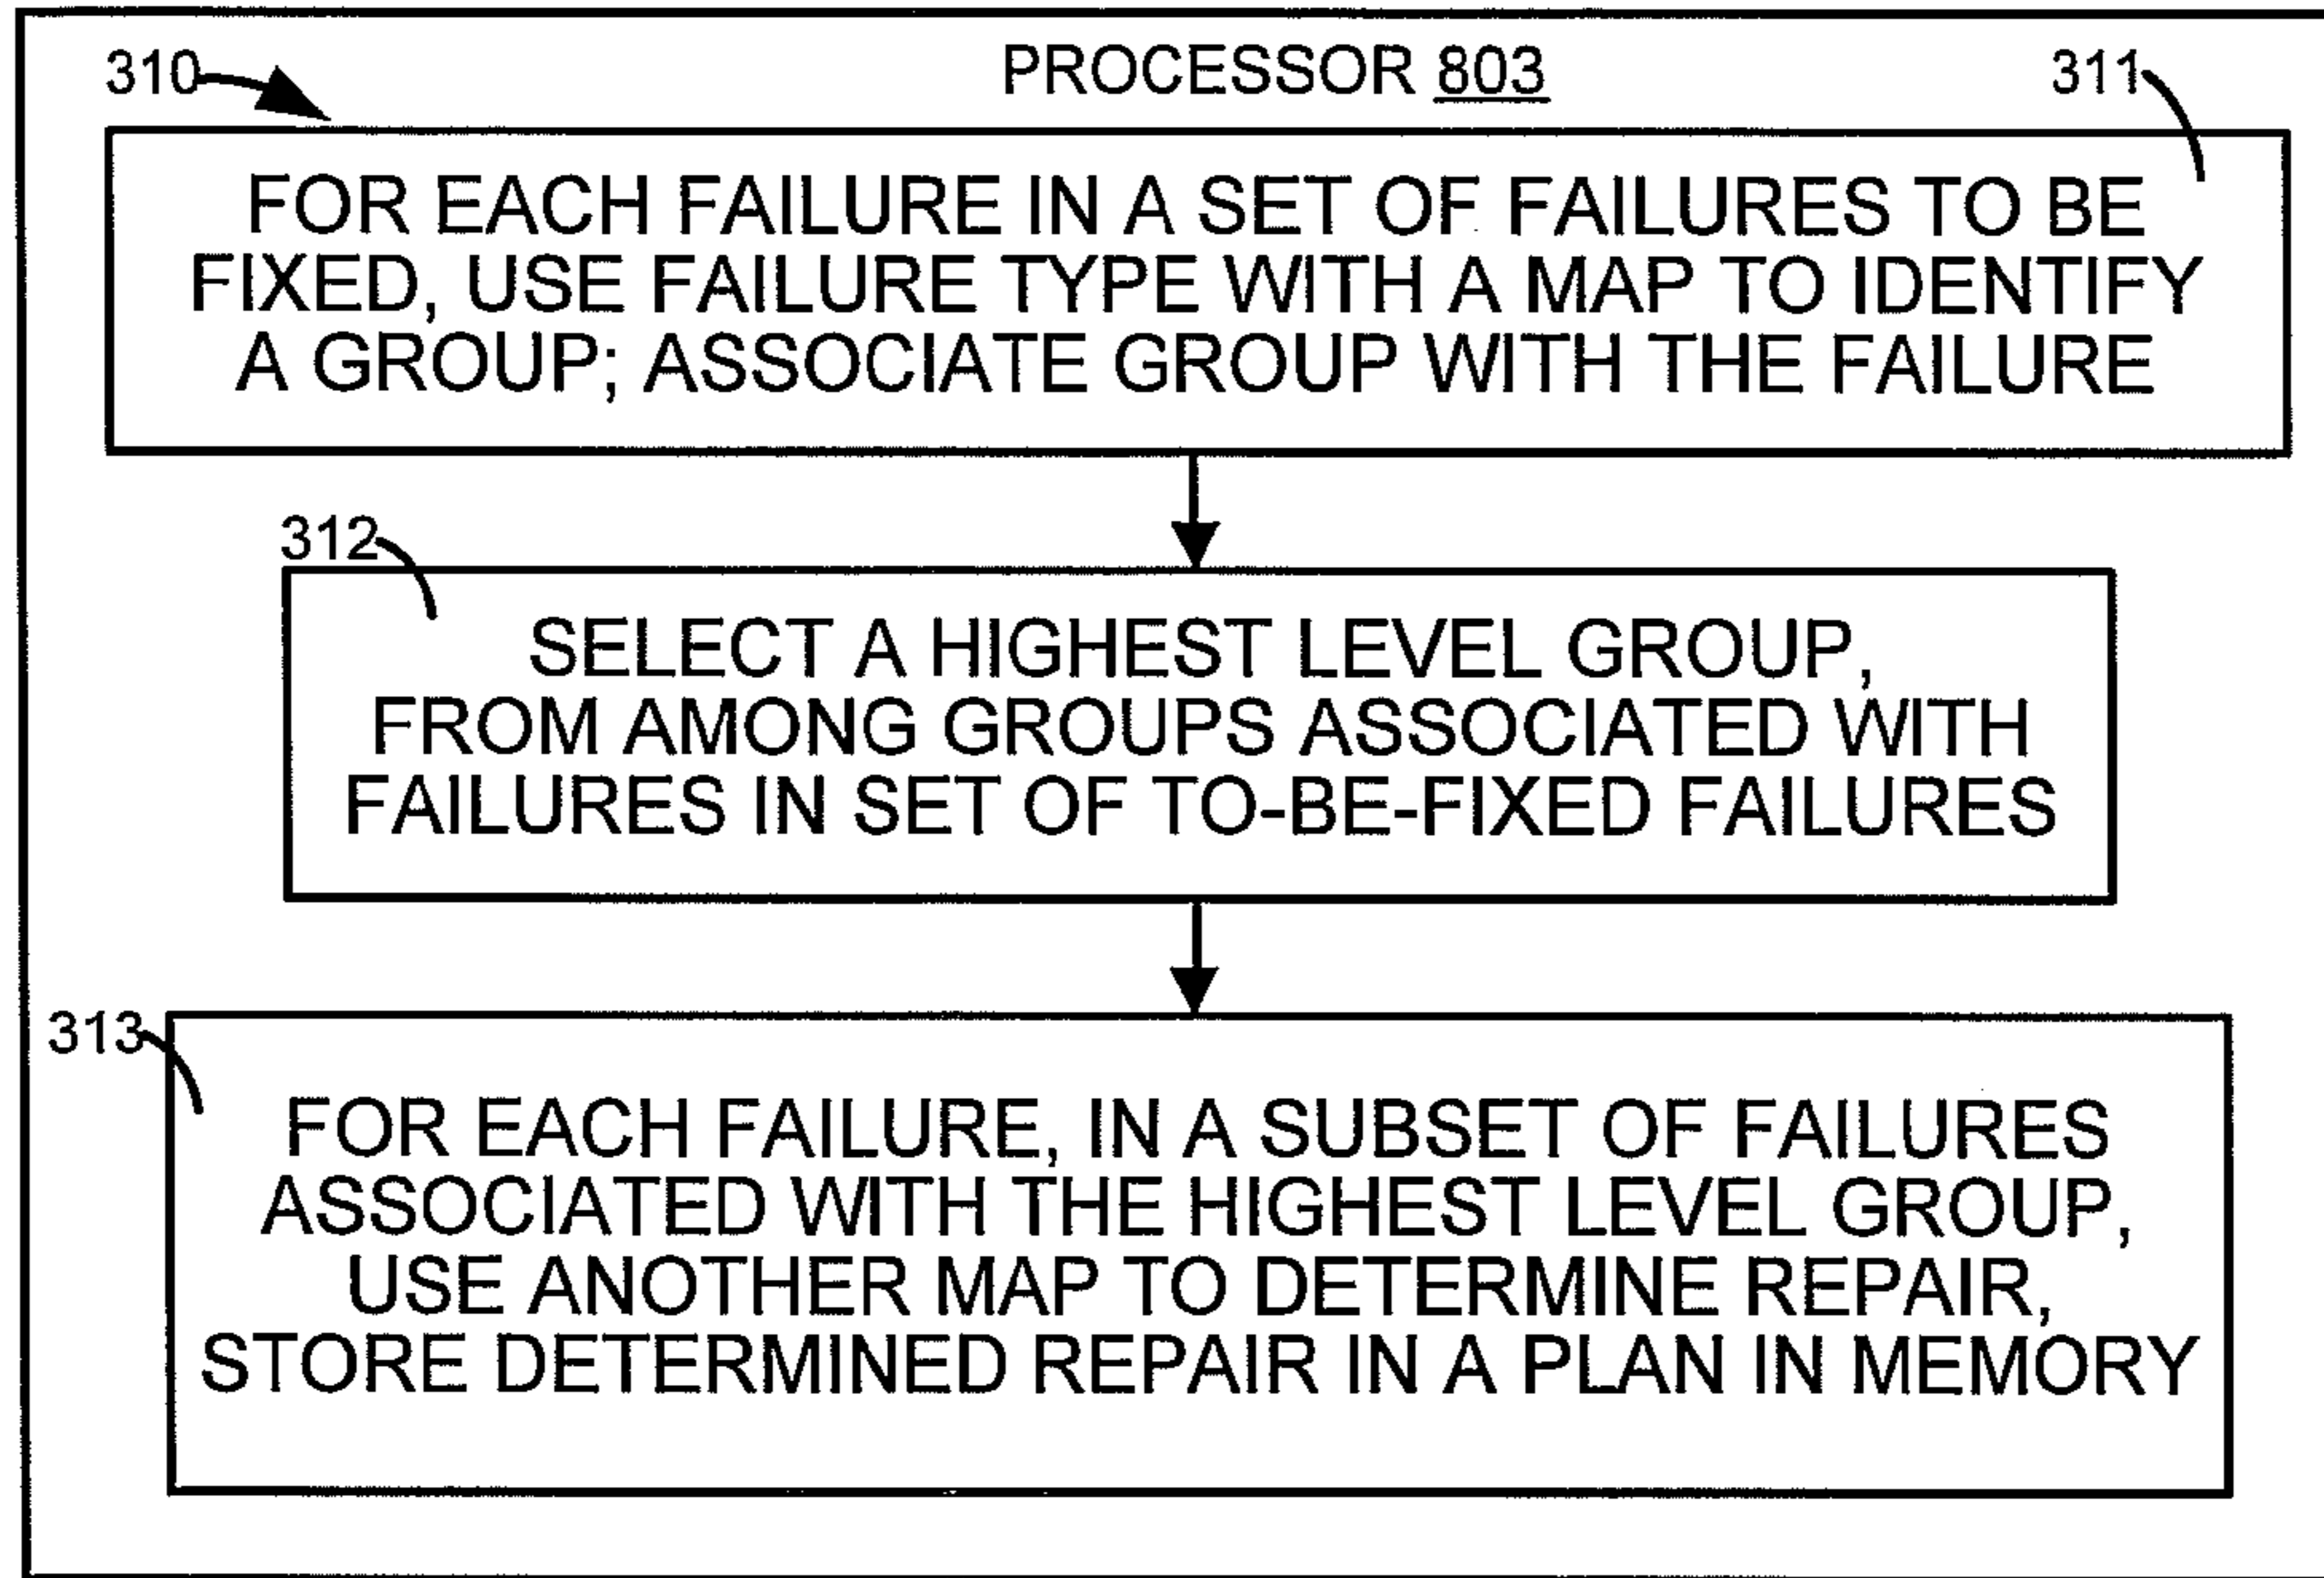 310
PROCESSOR 803
311
FOR EACH FAILURE IN A SET OF FAILURES TO BE
FIXED, USE FAILURE TYPE WITH A MAP TO IDENTIFY
A GROUP; ASSOCIATE GROUP WITH THE FAILURE
312
SELECT A HIGHEST LEVEL GROUP,
FROM AMONG GROUPS ASSOCIATED WITH
FAILURES IN SET OF TO-BE-FIXED FAILURES
313
FOR EACH FAILURE, IN A SUBSET OF FAILURES
ASSOCIATED WITH THE HIGHEST LEVEL GROUP,
USE ANOTHER MAP TO DETERMINE REPAIR,
STORE DETERMINED REPAIR IN A PLAN IN MEMORY